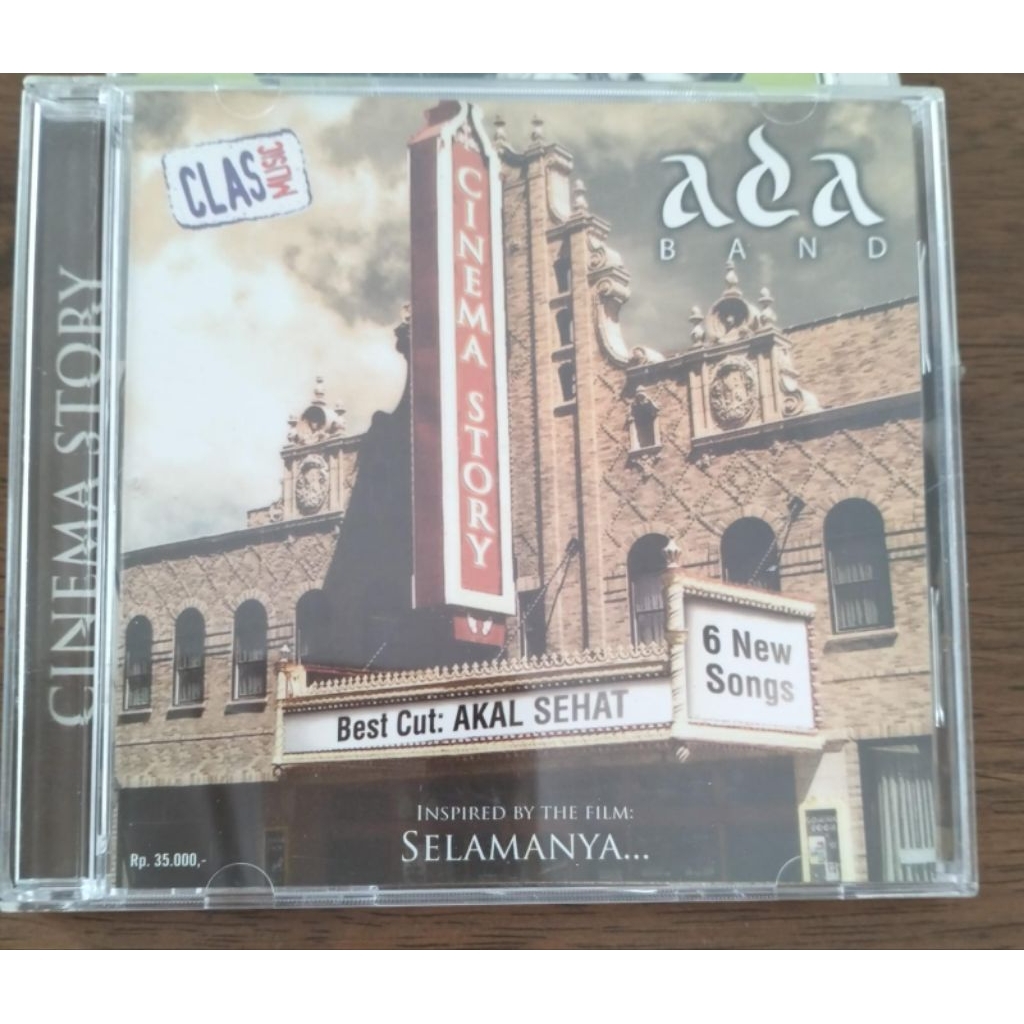 CINEMA STORY
CLAS MUSIC
ada
BAND
CINEMA STORY
6 New
Songs
Best Cut: AKAL SEHAT
INSPIRED BY THE FILM:
SELAMANYA...
Rp. 35.000,-